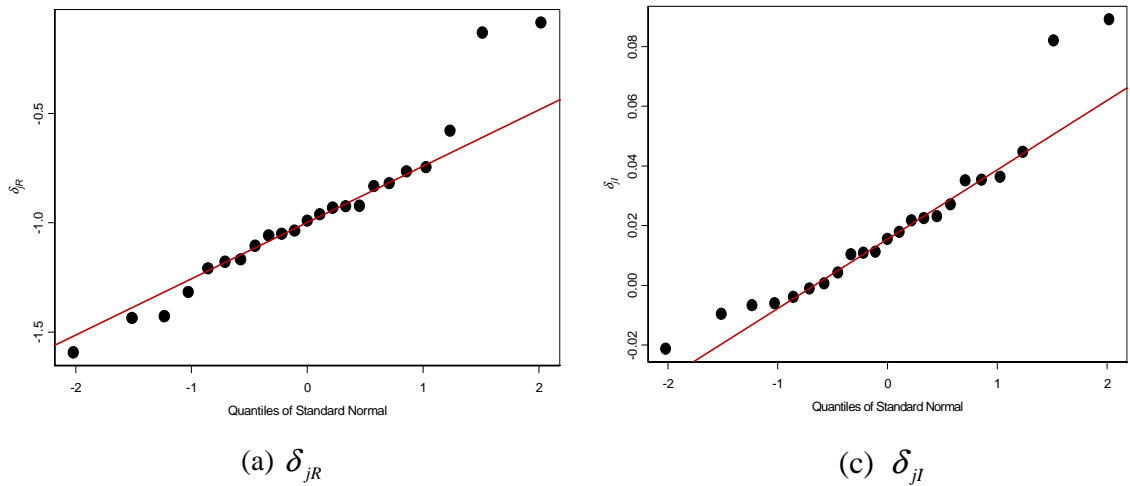 δjR
-0.5
-1.0
-1.5
-2 -1 0 1 2
Quantiles of Standard Normal
(a) δjR
δjI
0.08
0.06
0.04
0.02
0.00
-0.02
-2 -1 0 1 2
Quantiles of Standard Normal
(c) δjI